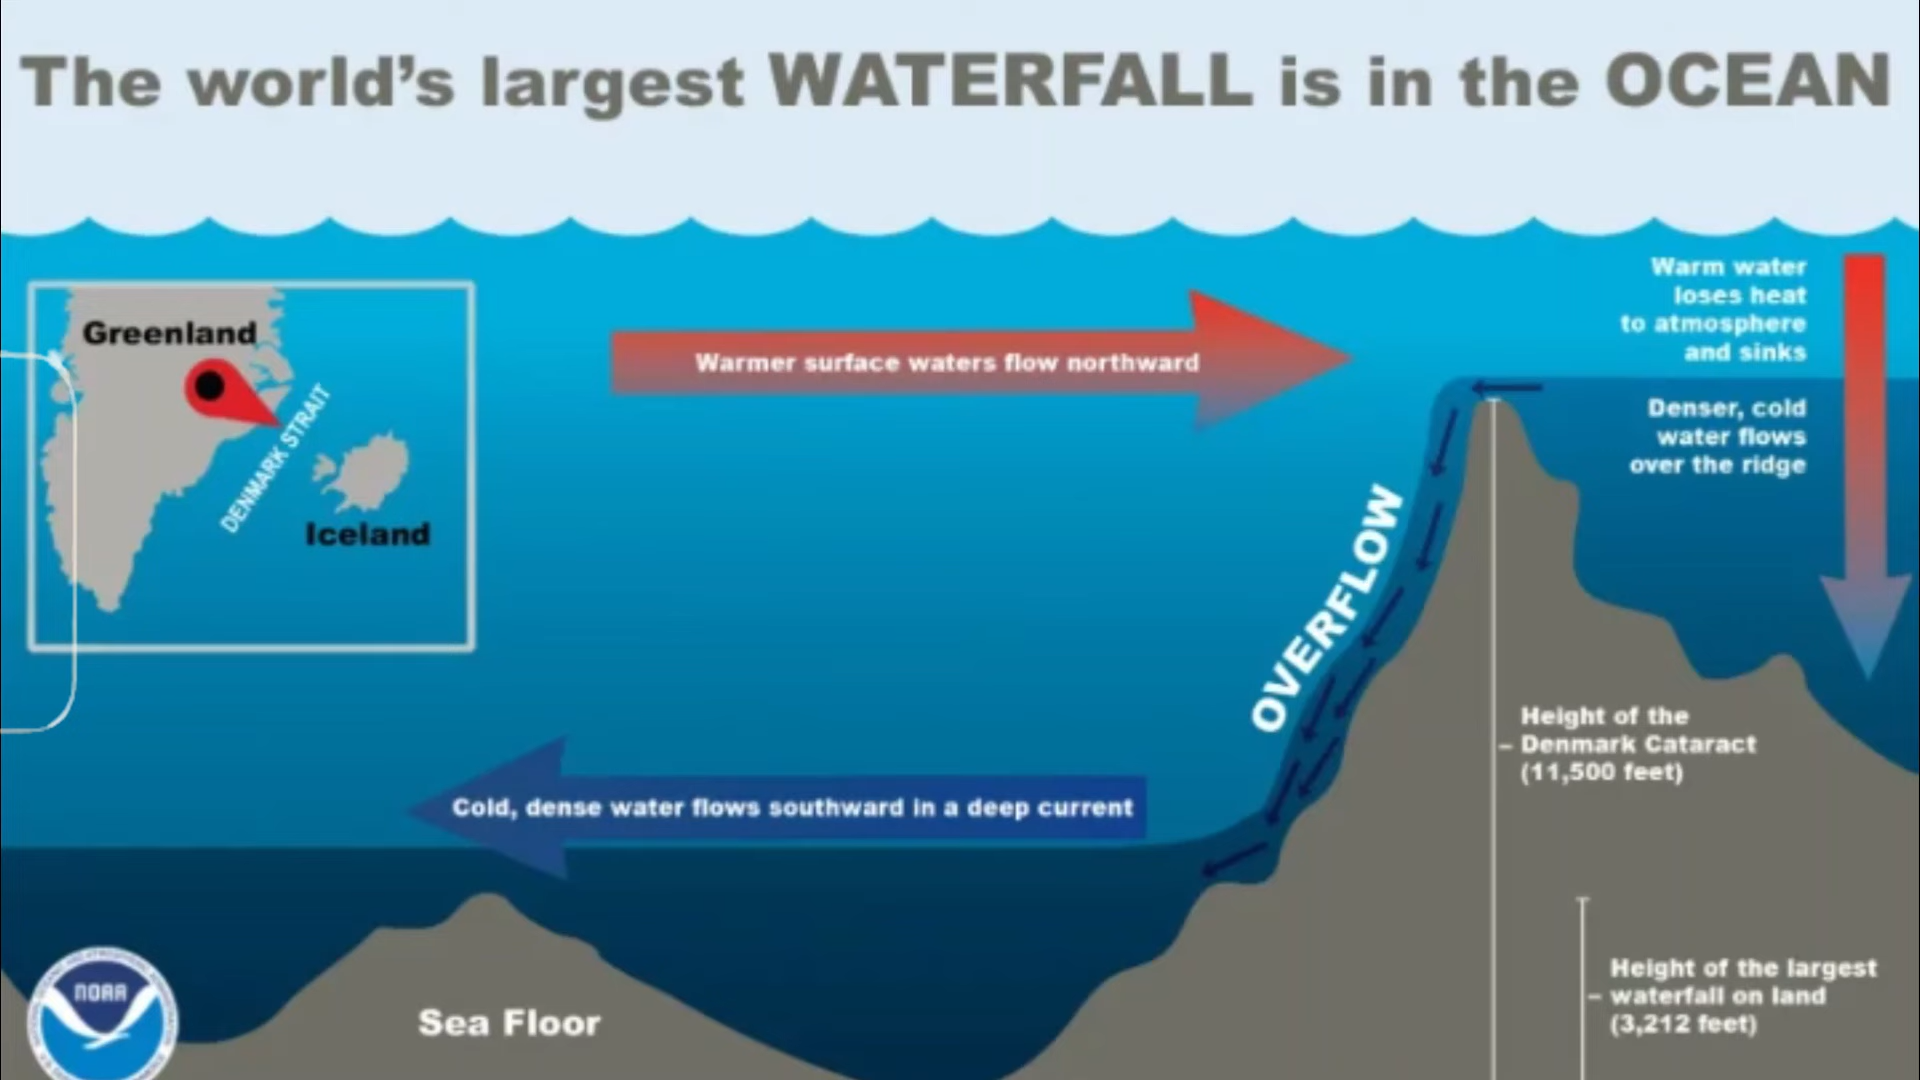 The world's largest WATERFALL is in the OCEAN
Greenland
DENMARK STRAIT
Iceland
Warmer surface waters flow northward
Warm water
loses heat
to atmosphere
and sinks
Denser, cold
water flows
over the ridge
OVERFLOW
Cold, dense water flows southward in a deep current
Height of the
– Denmark Cataract
(11,500 feet)
Height of the largest
– waterfall on land
(3,212 feet)
Sea Floor
NOAA